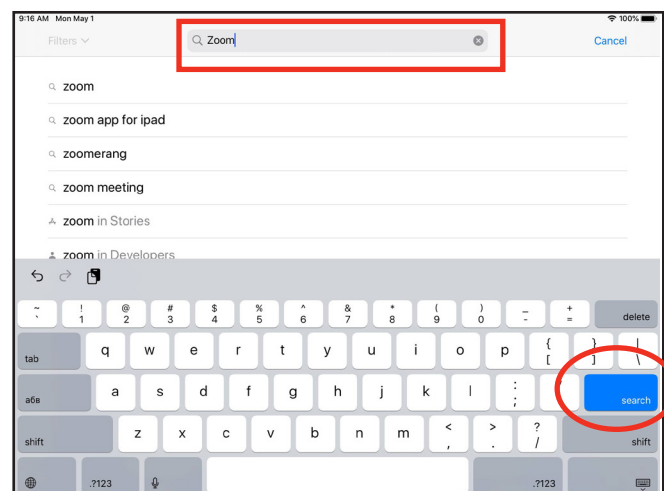 9:16 AM Mon May 1 100%
Filters Zoom Cancel
zoom
zoom app for ipad
zoomerang
zoom meeting
zoom in Stories
zoom in Developers
~ ! @ # $ % ^ & * ( ) _ +
` 1 2 3 4 5 6 7 8 9 0 - = delete
tab q w e r t y u i o p { [ } ] | \
абв a s d f g h j k l : ; " search
shift z x c v b n m < , > . ? / shift
.?123 .?123